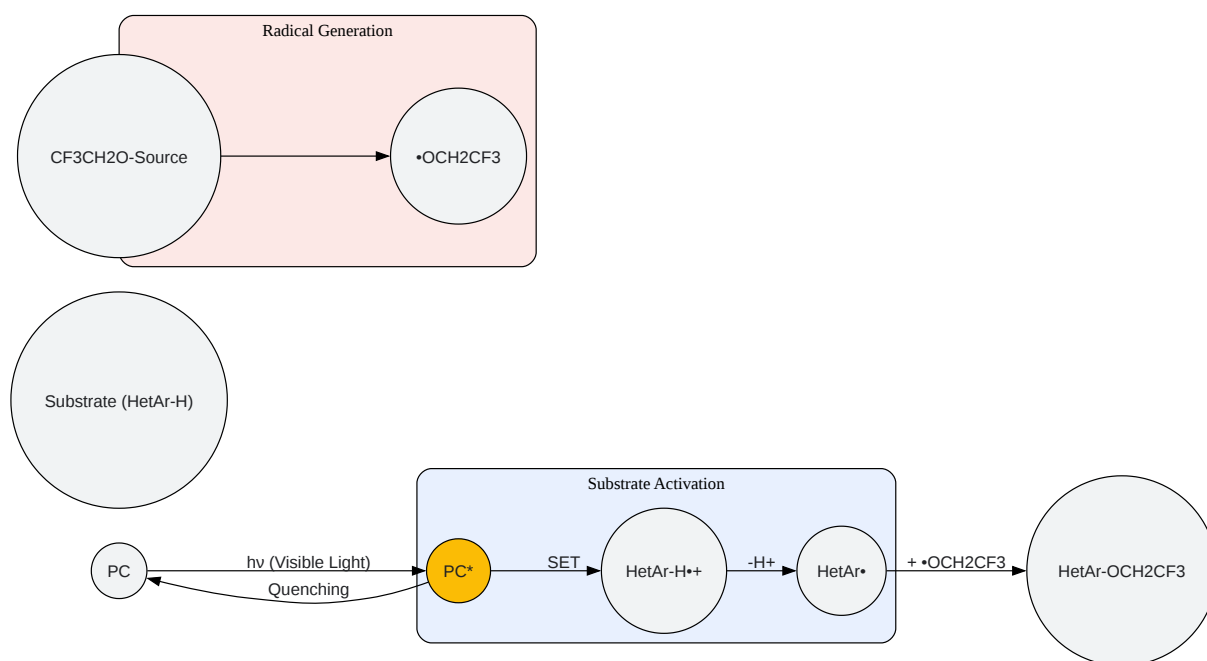 Radical Generation
CF3CH2O-Source
•OCH2CF3
Substrate (HetAr-H)
Substrate Activation
PC
hν (Visible Light)
Quenching
PC*
SET
HetAr-H•+
-H+
HetAr•
+ •OCH2CF3
HetAr-OCH2CF3